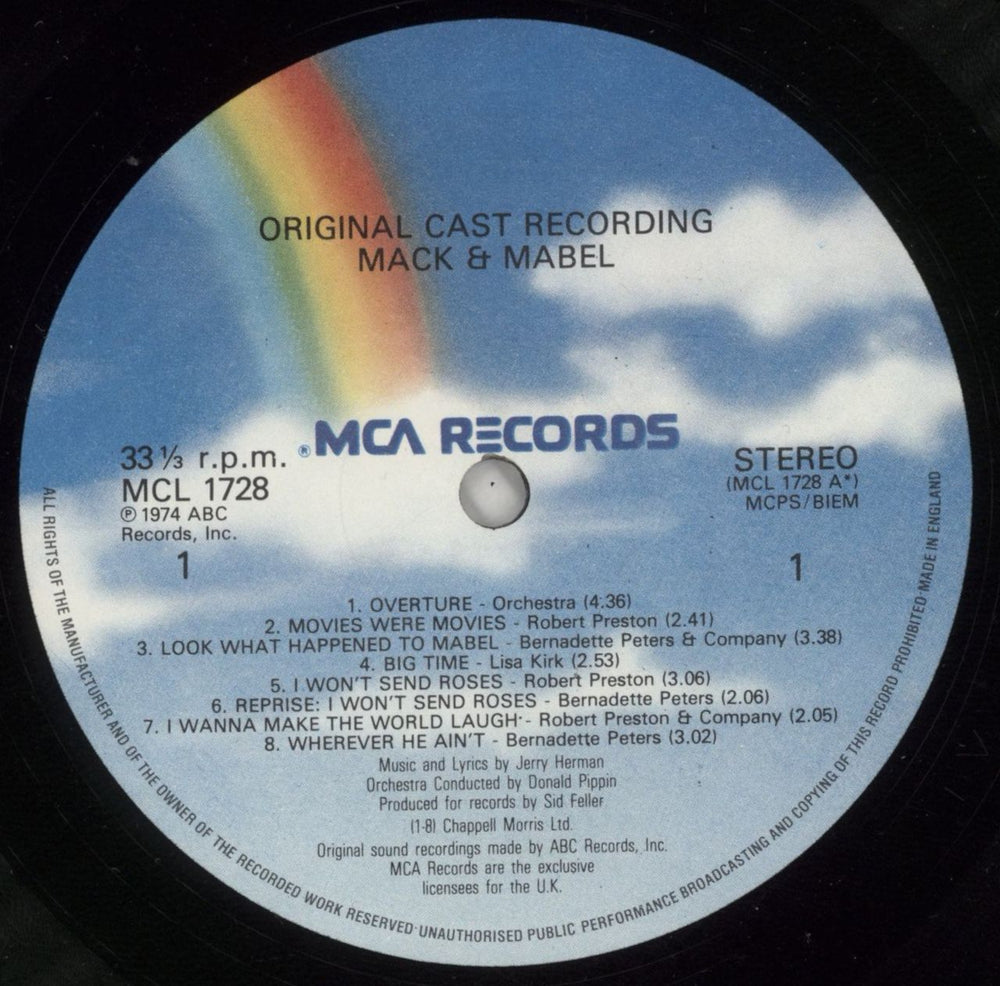 ORIGINAL CAST RECORDING
MACK & MABEL
® MCA RECORDS
33⅓ r.p.m.
MCL 1728
℗ 1974 ABC
Records, Inc.
1
STEREO
(MCL 1728 A*)
MCPS/BIEM
1
1. OVERTURE - Orchestra (4.36)
2. MOVIES WERE MOVIES - Robert Preston (2.41)
3. LOOK WHAT HAPPENED TO MABEL - Bernadette Peters & Company (3.38)
4. BIG TIME - Lisa Kirk (2.53)
5. I WON'T SEND ROSES - Robert Preston (3.06)
6. REPRISE: I WON'T SEND ROSES - Bernadette Peters (2.06)
7. I WANNA MAKE THE WORLD LAUGH - Robert Preston & Company (2.05)
8. WHEREVER HE AIN'T - Bernadette Peters (3.02)
Music and Lyrics by Jerry Herman
Orchestra Conducted by Donald Pippin
Produced for records by Sid Feller
(1-8) Chappell Morris Ltd.
Original sound recordings made by ABC Records, Inc.
MCA Records are the exclusive
licensees for the U.K.
ALL RIGHTS OF THE MANUFACTURER AND OF THE OWNER OF THE RECORDED WORK RESERVED·UNAUTHORISED PUBLIC PERFORMANCE BROADCASTING AND COPYING OF THIS RECORD PROHIBITED·MADE IN ENGLAND